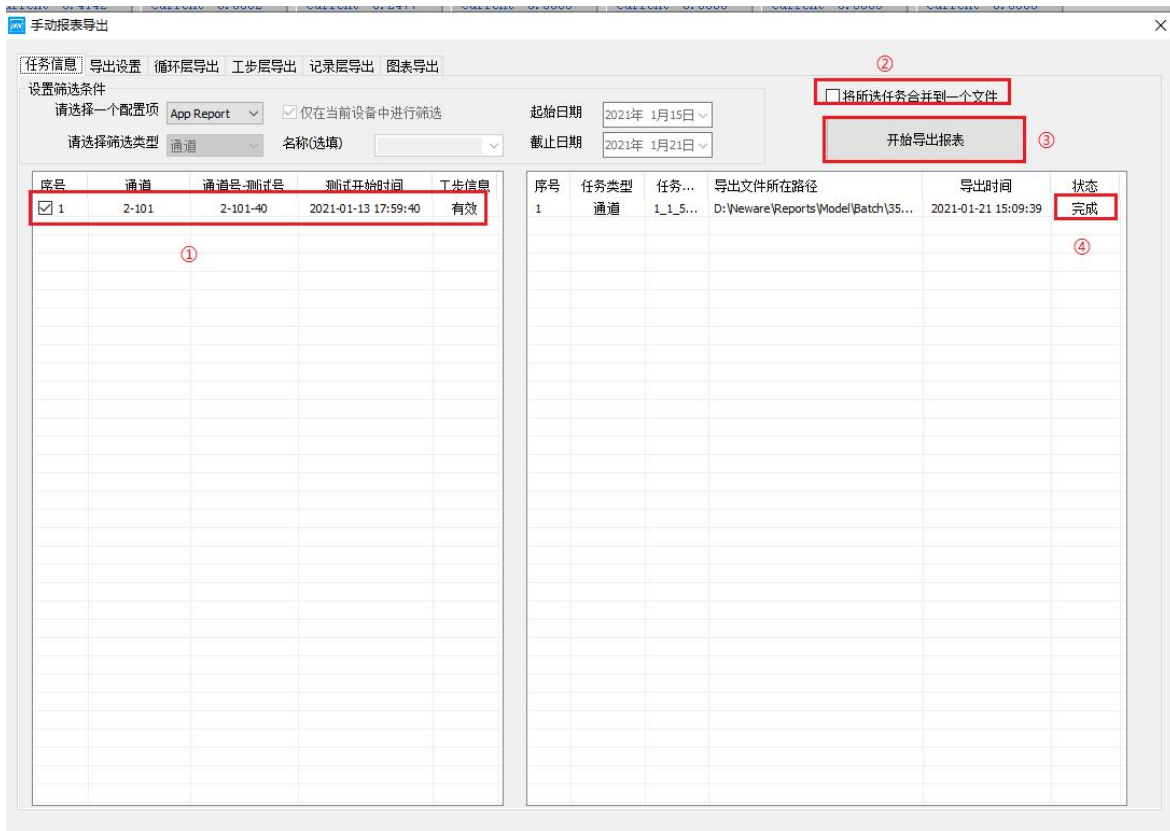 手动报表导出
任务信息 导出设置 循环层导出 工步层导出 记录层导出 图表导出
②
设置筛选条件
请选择一个配置项 App Report 仅在当前设备中进行筛选 起始日期 2021年 1月15日
将所选任务合并到一个文件
请选择筛选类型 通道 名称(选填) 截止日期 2021年 1月21日
开始导出报表 ③
序号 通道 通道号-测试号 测试开始时间 工步信息
1 2-101 2-101-40 2021-01-13 17:59:40 有效
①
序号 任务类型 任务... 导出文件所在路径 导出时间 状态
1 通道 1_1_5... D:\Neware\Reports\Model\Batch\35... 2021-01-21 15:09:39 完成
④